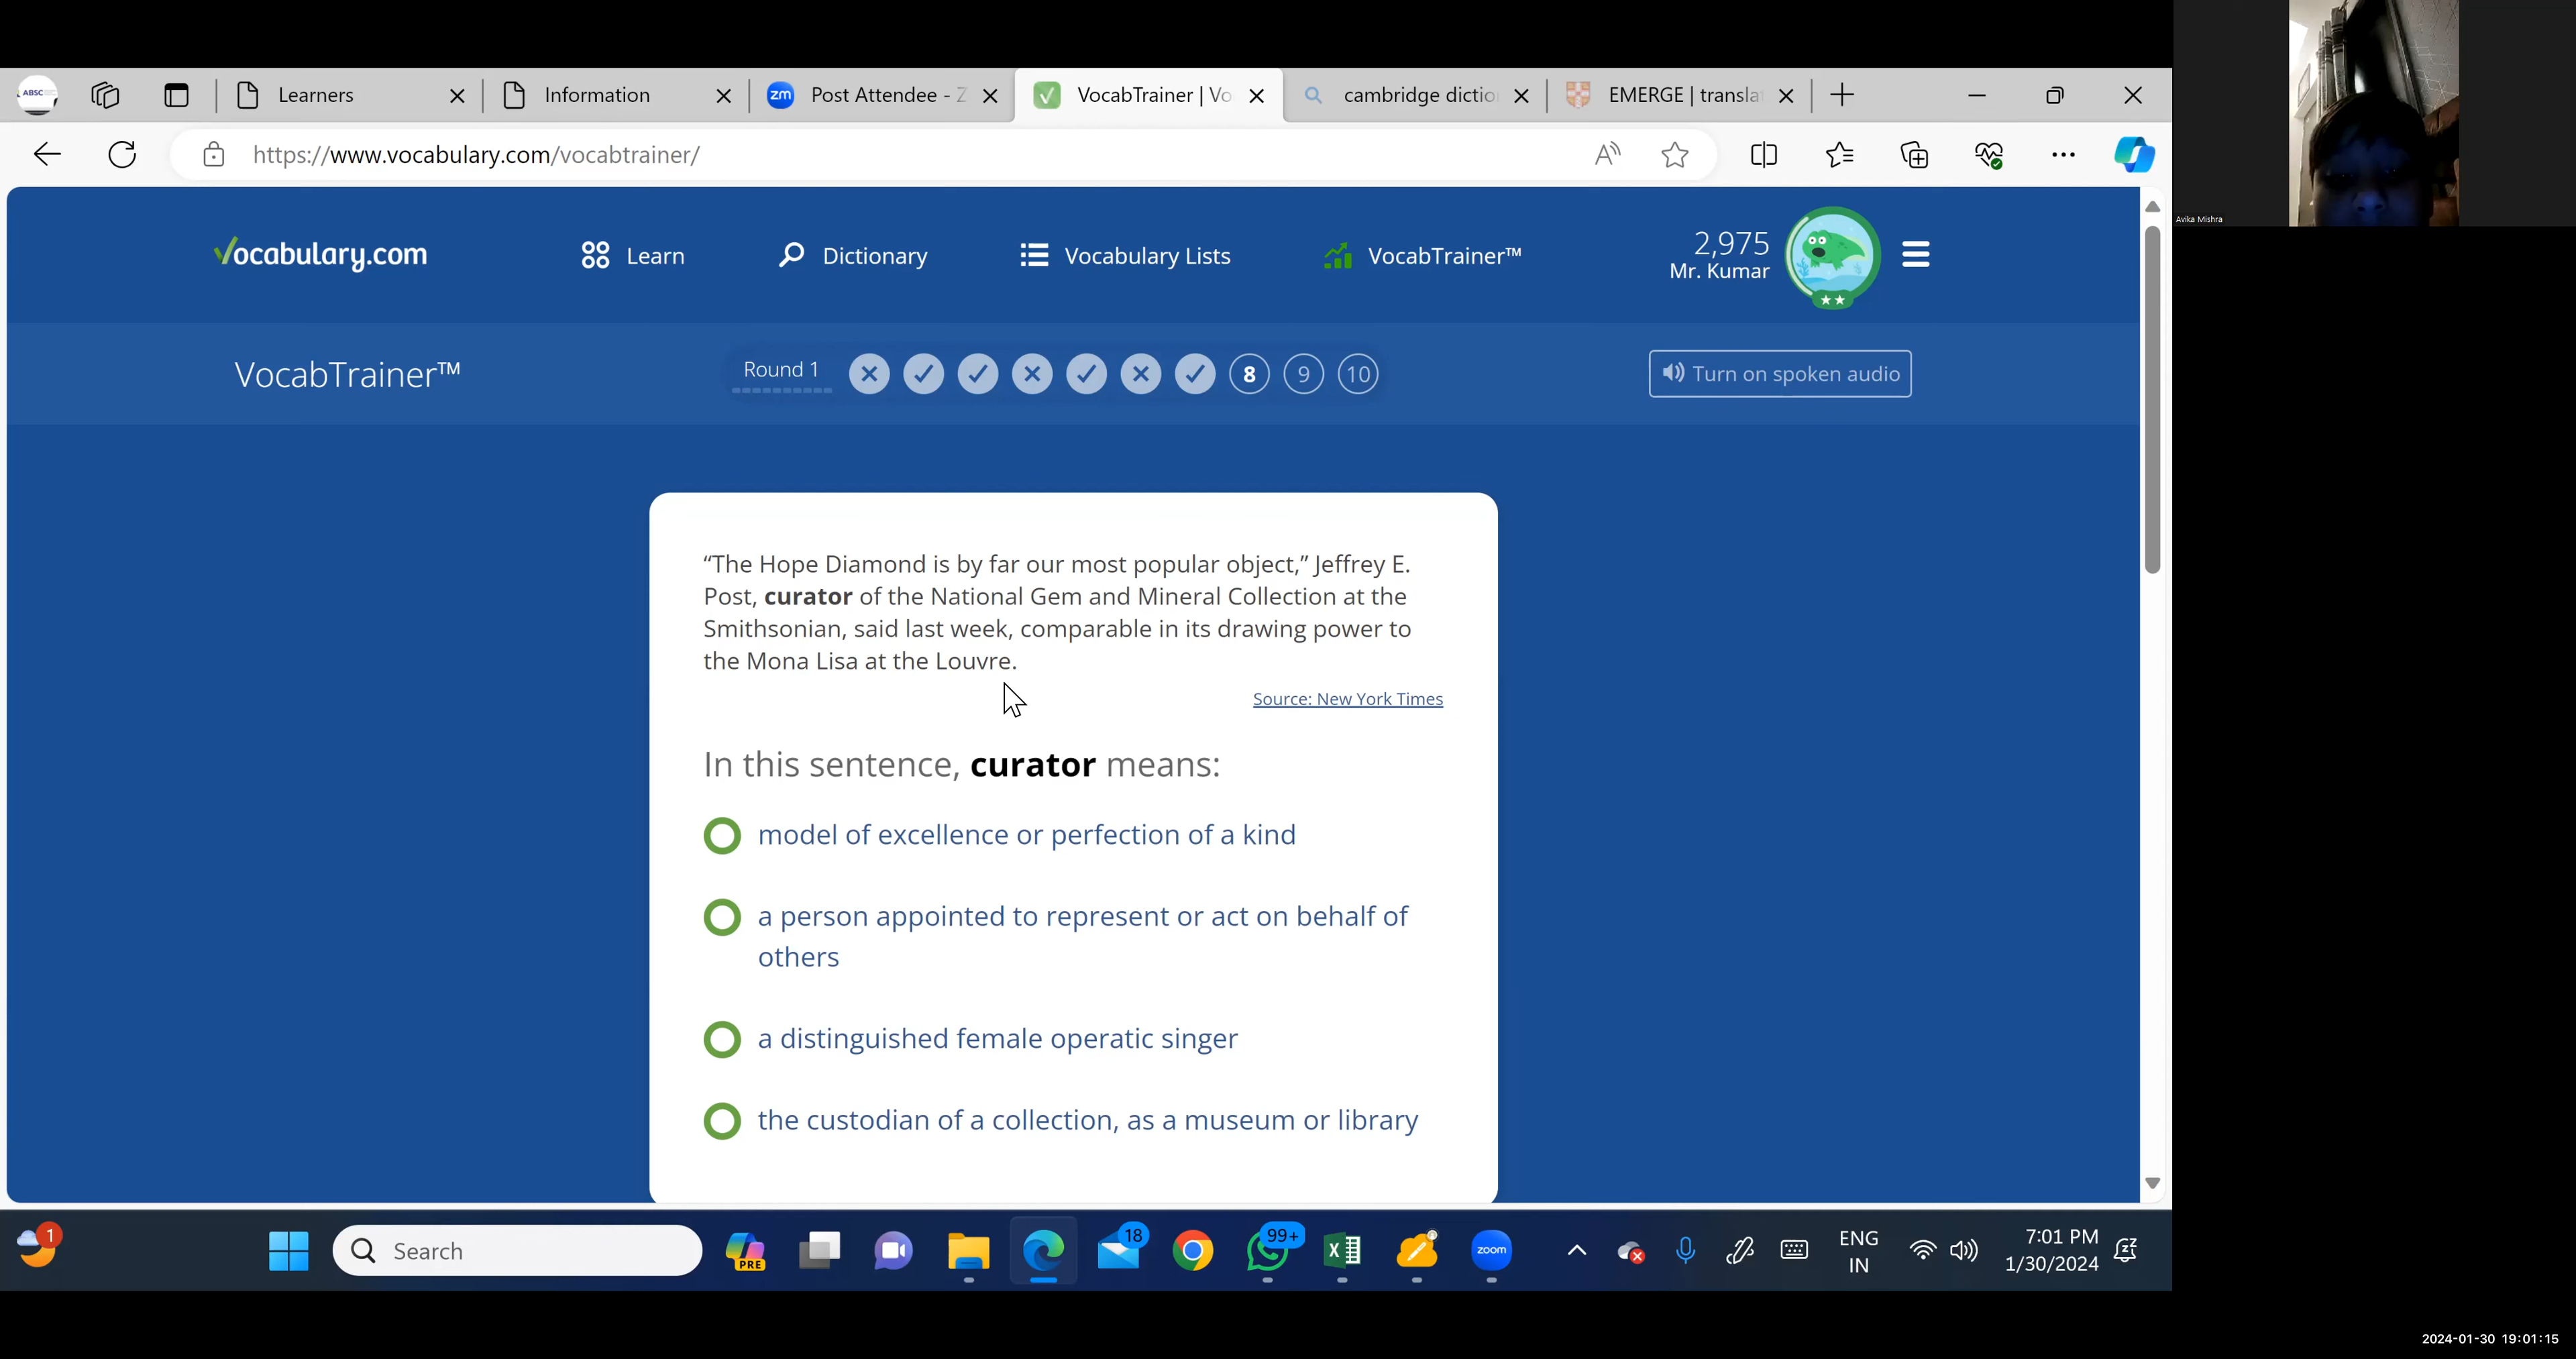 ABSC
Learners
Information
Post Attendee - Z
VocabTrainer | Vo
cambridge dictio
EMERGE | transla
https://www.vocabulary.com/vocabtrainer/
Avika Mishra
Vocabulary.com
Learn
Dictionary
Vocabulary Lists
VocabTrainer™
2,975
Mr. Kumar
VocabTrainer™
Round 1
8
9
10
Turn on spoken audio
“The Hope Diamond is by far our most popular object,” Jeffrey E.
Post, curator of the National Gem and Mineral Collection at the
Smithsonian, said last week, comparable in its drawing power to
the Mona Lisa at the Louvre.
Source: New York Times
In this sentence, curator means:
model of excellence or perfection of a kind
a person appointed to represent or act on behalf of
others
a distinguished female operatic singer
the custodian of a collection, as a museum or library
1
Search
PRE
18
99+
zoom
ENG
IN
7:01 PM
1/30/2024
2024-01-30 19:01:15